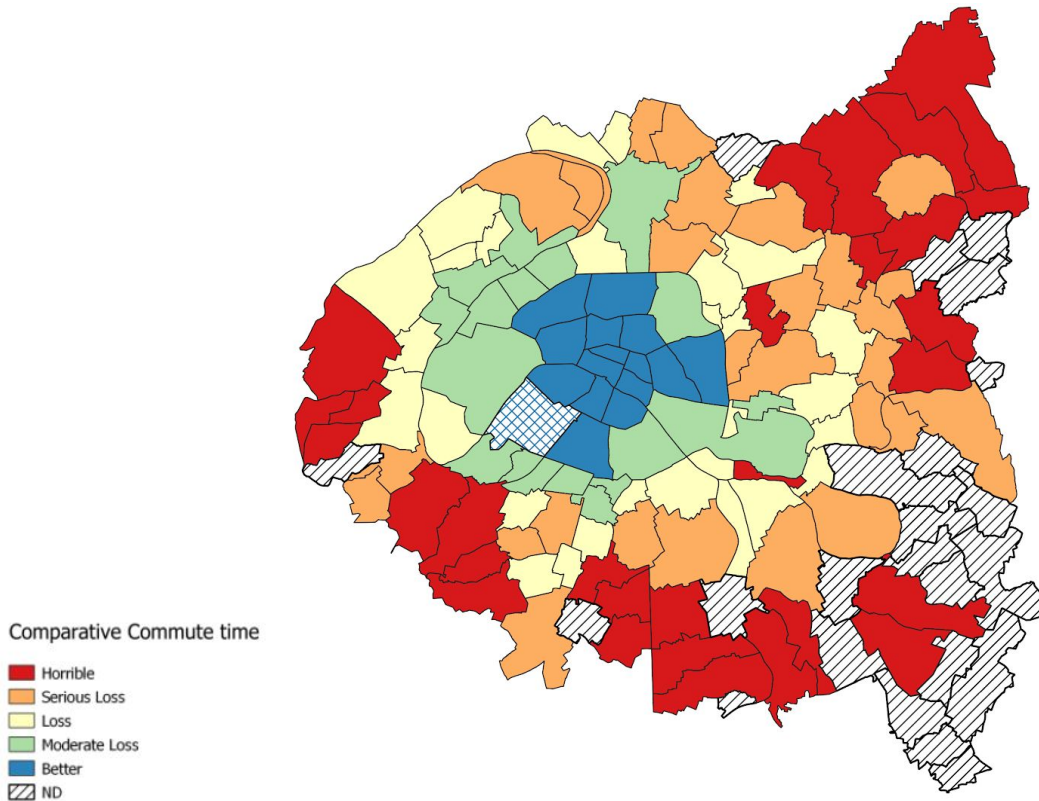 Comparative Commute time
Horrible
Serious Loss
Loss
Moderate Loss
Better
ND